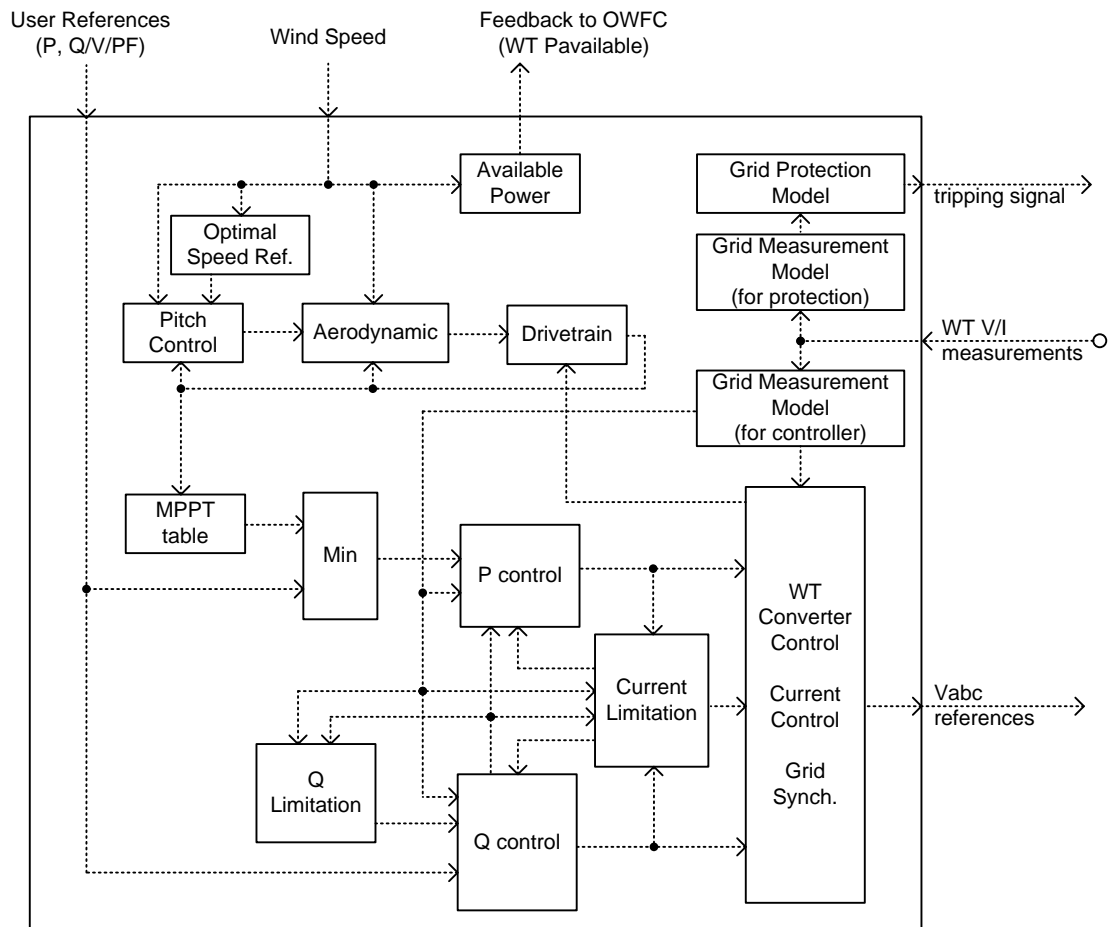 User References
(P, Q/V/PF)
Wind Speed
Feedback to OWFC
(WT Pavailable)
Available
Power
Grid Protection
Model
tripping signal
Optimal
Speed Ref.
Grid Measurement
Model
(for protection)
Pitch
Control
Aerodynamic
Drivetrain
WT V/I
measurements
Grid Measurement
Model
(for controller)
MPPT
table
Min
P control
WT
Converter
Control
Current
Control
Grid
Synch.
Current
Limitation
Vabc
references
Q
Limitation
Q control